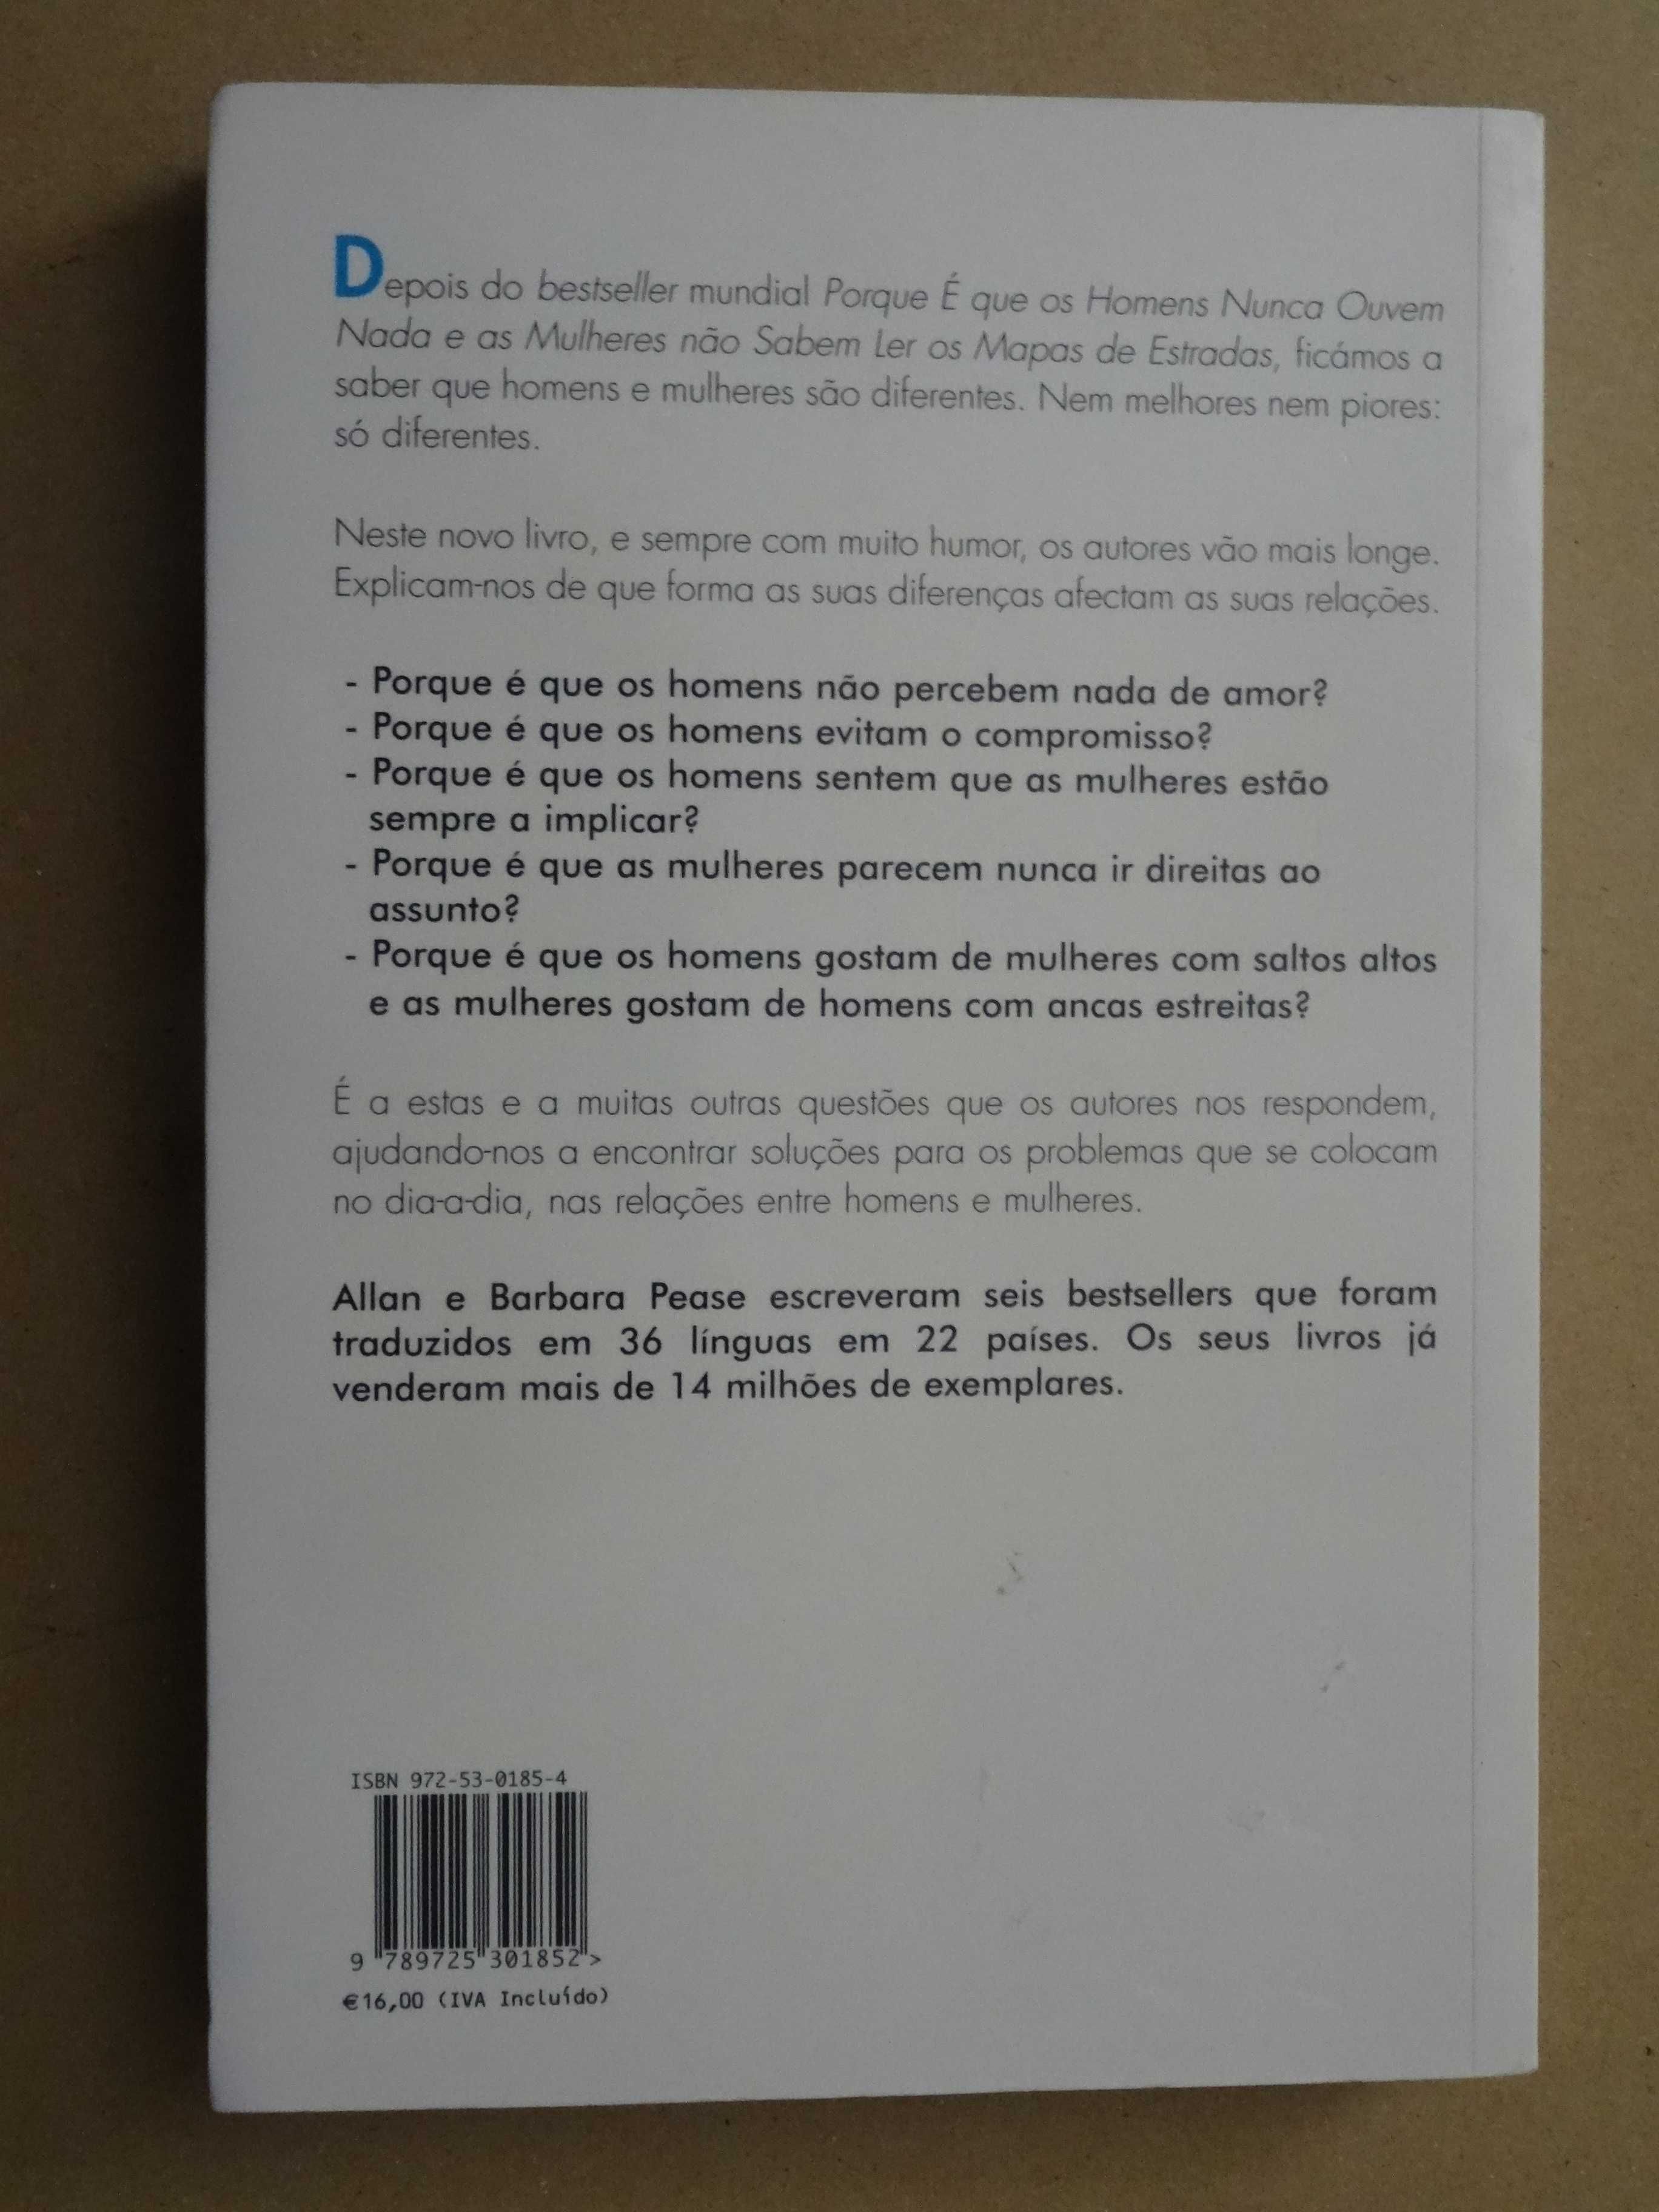 Depois do bestseller mundial Porque É que os Homens Nunca Ouvem
Nada e as Mulheres não Sabem Ler os Mapas de Estradas, ficámos a
saber que homens e mulheres são diferentes. Nem melhores nem piores:
só diferentes.
Neste novo livro, e sempre com muito humor, os autores vão mais longe.
Explicam-nos de que forma as suas diferenças afectam as suas relações.
- Porque é que os homens não percebem nada de amor?
- Porque é que os homens evitam o compromisso?
- Porque é que os homens sentem que as mulheres estão
sempre a implicar?
- Porque é que as mulheres parecem nunca ir direitas ao
assunto?
- Porque é que os homens gostam de mulheres com saltos altos
e as mulheres gostam de homens com ancas estreitas?
É a estas e a muitas outras questões que os autores nos respondem,
ajudando-nos a encontrar soluções para os problemas que se colocam
no dia-a-dia, nas relações entre homens e mulheres.
Allan e Barbara Pease escreveram seis bestsellers que foram
traduzidos em 36 línguas em 22 países. Os seus livros já
venderam mais de 14 milhões de exemplares.
ISBN 972-53-0185-4
9 789725 301852 >
€16,00 (IVA Incluído)